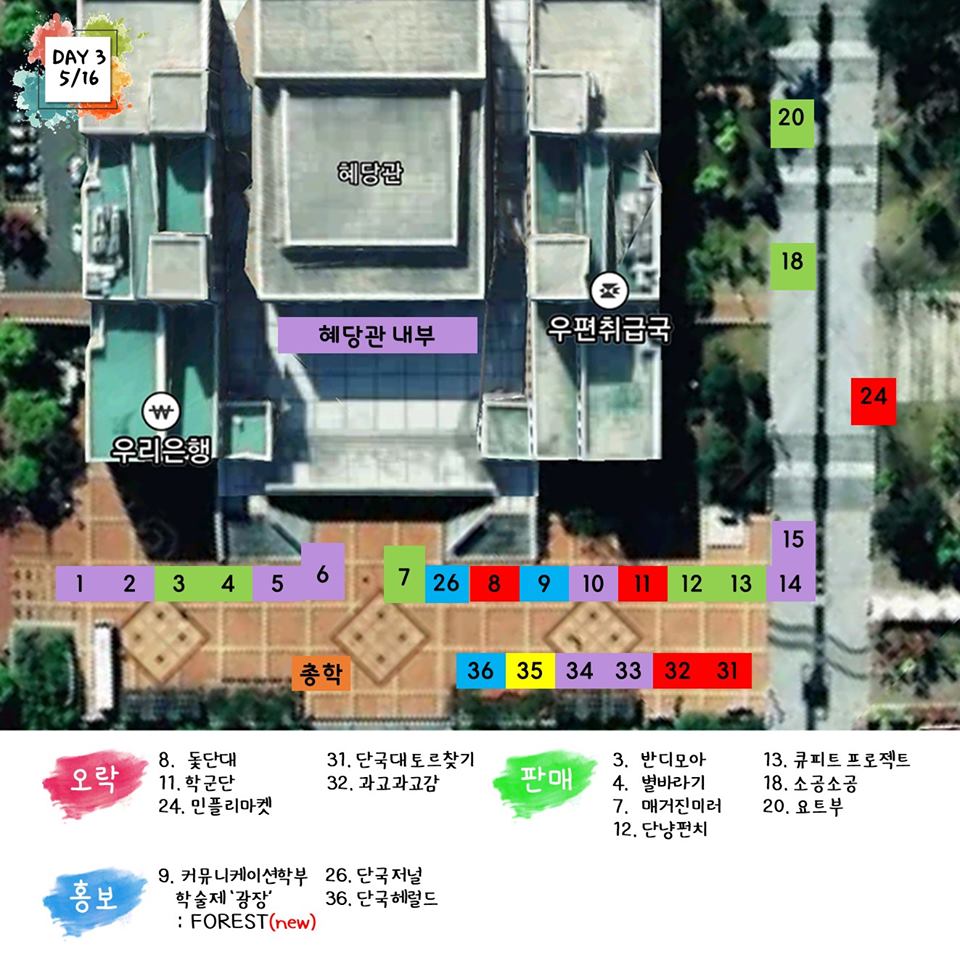 DAY 3
5/16
혜당관
혜당관 내부
우편취급국
우리은행
20
18
24
15
1 2 3 4 5 6 7 26 8 9 10 11 12 13 14
총학
36 35 34 33 32 31
오락
8. 돛단대
11. 학군단
24. 민플리마켓
31. 단국대 토르찾기
32. 과고과고감
판매
3. 반디모아
4. 별바라기
7. 매거진미러
12. 단냥펀치
13. 큐피트 프로젝트
18. 소공소공
20. 요트부
홍보
9. 커뮤니케이션학부
학술제 '광장'
: FOREST(new)
26. 단국저널
36. 단국헤럴드